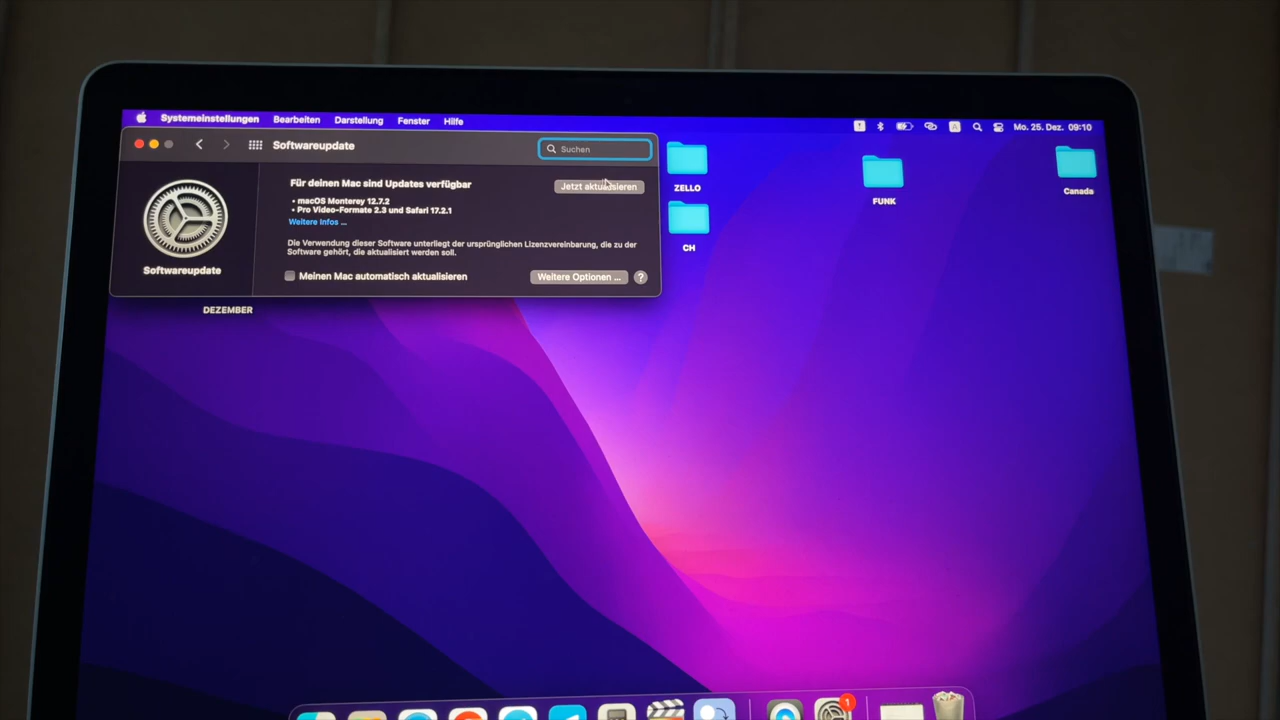 Systemeinstellungen Bearbeiten Darstellung Fenster Hilfe
A Mo. 25. Dez. 09:10
Softwareupdate
Suchen
Für deinen Mac sind Updates verfügbar
Jetzt aktualisieren
• macOS Monterey 12.7.2
• Pro Video-Formate 2.3 und Safari 17.2.1
Weitere Infos ...
Die Verwendung dieser Software unterliegt der ursprünglichen Lizenzvereinbarung, die zu der
Software gehört, die aktualisiert werden soll.
Softwareupdate
Meinen Mac automatisch aktualisieren
Weitere Optionen ... ?
ZELLO
FUNK
Canada
CH
DEZEMBER
1